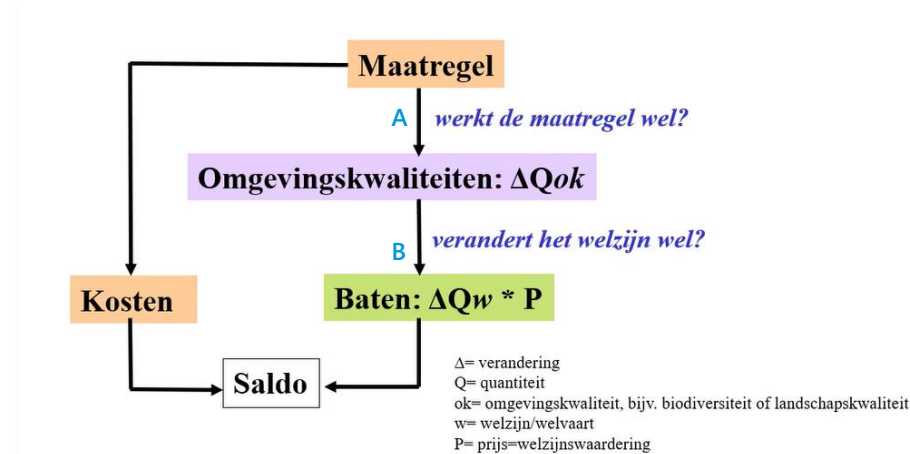 Maatregel
A werkt de maatregel wel?
Omgevingskwaliteiten: ΔQok
B verandert het welzijn wel?
Kosten
Baten: ΔQw * P
Saldo
Δ= verandering
Q= quantiteit
ok= omgevingskwaliteit, bijv. biodiversiteit of landschapskwaliteit
w= welzijn/welvaart
P= prijs=welzijnswaardering